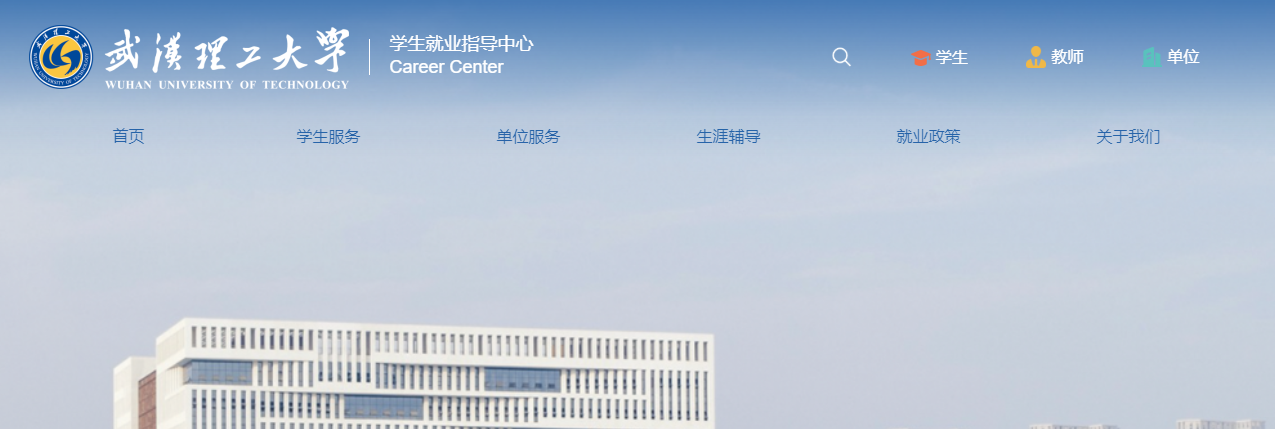 武漢理工大學
WUHAN UNIVERSITY OF TECHNOLOGY
学生就业指导中心
Career Center
学生
教师
单位
首页
学生服务
单位服务
生涯辅导
就业政策
关于我们